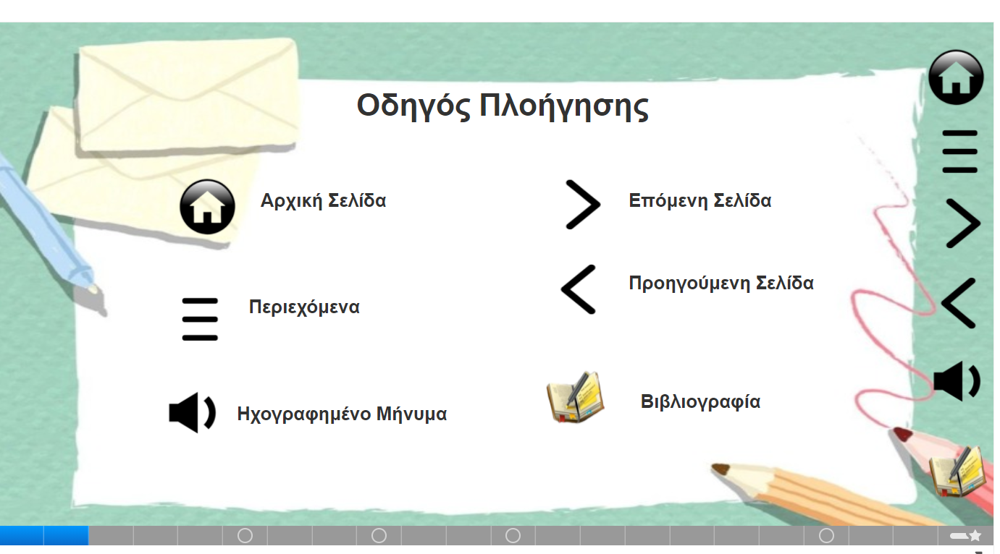 Οδηγός Πλοήγησης
Αρχική Σελίδα
Επόμενη Σελίδα
Περιεχόμενα
Προηγούμενη Σελίδα
Ηχογραφημένο Μήνυμα
Βιβλιογραφία